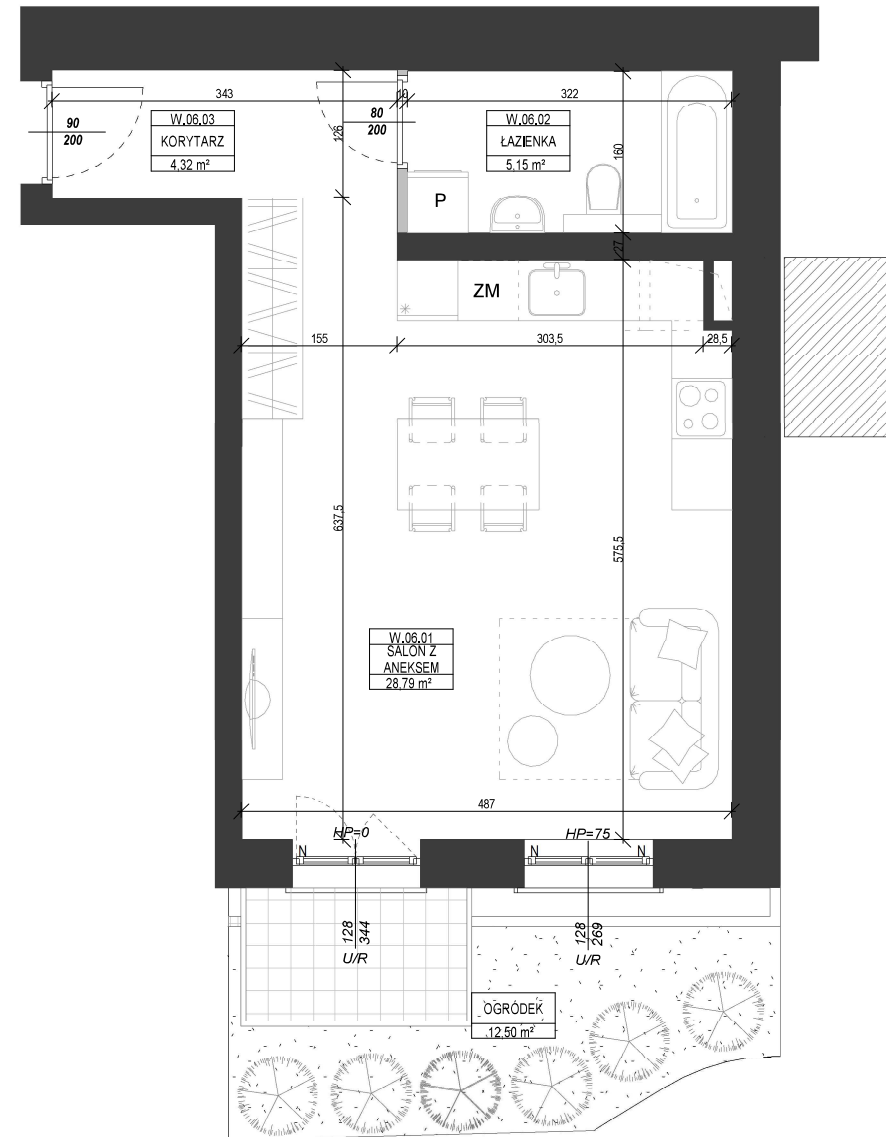 343
10
322
90
200
W.06.03
KORYTARZ
4,32 m²
126
80
200
W.06.02
ŁAZIENKA
5,15 m²
160
P
27
ZM
155
303,5
28,5
637,5
575,5
W.06.01
SALON Z
ANEKSEM
28,79 m²
487
HP=0
HP=75
N
N
N
128
344
U/R
128
269
U/R
OGRÓDEK
12,50 m²